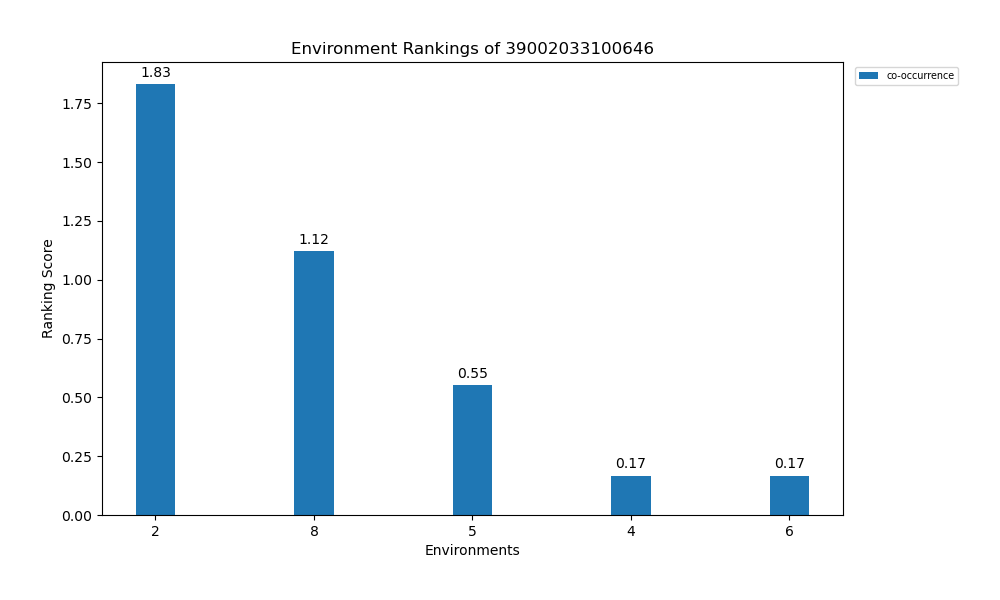 Environment Rankings of 39002033100646
co-occurrence
Ranking Score
1.75
1.50
1.25
1.00
0.75
0.50
0.25
0.00
1.83
1.12
0.55
0.17
0.17
2 8 5 4 6
Environments